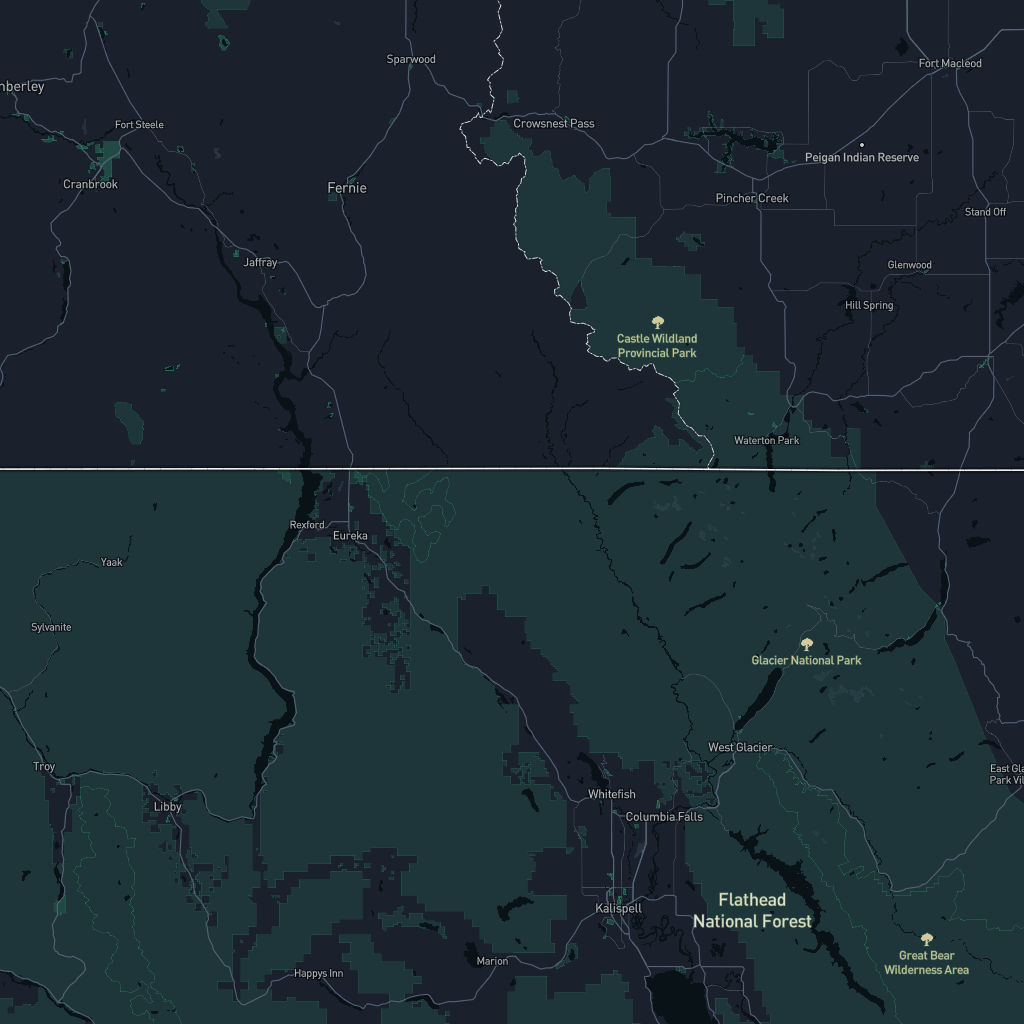 Sparwood
Fort Macleod
mberley
Fort Steele
Crowsnest Pass
Peigan Indian Reserve
Cranbrook
Fernie
Pincher Creek
Stand Off
Jaffray
Glenwood
Hill Spring
Castle Wildland
Provincial Park
Waterton Park
Rexford
Eureka
Yaak
Sylvanite
Glacier National Park
West Glacier
Troy
East Gla
Park Vil
Libby
Whitefish
Columbia Falls
Flathead
National Forest
Kalispell
Marion
Happys Inn
Great Bear
Wilderness Area